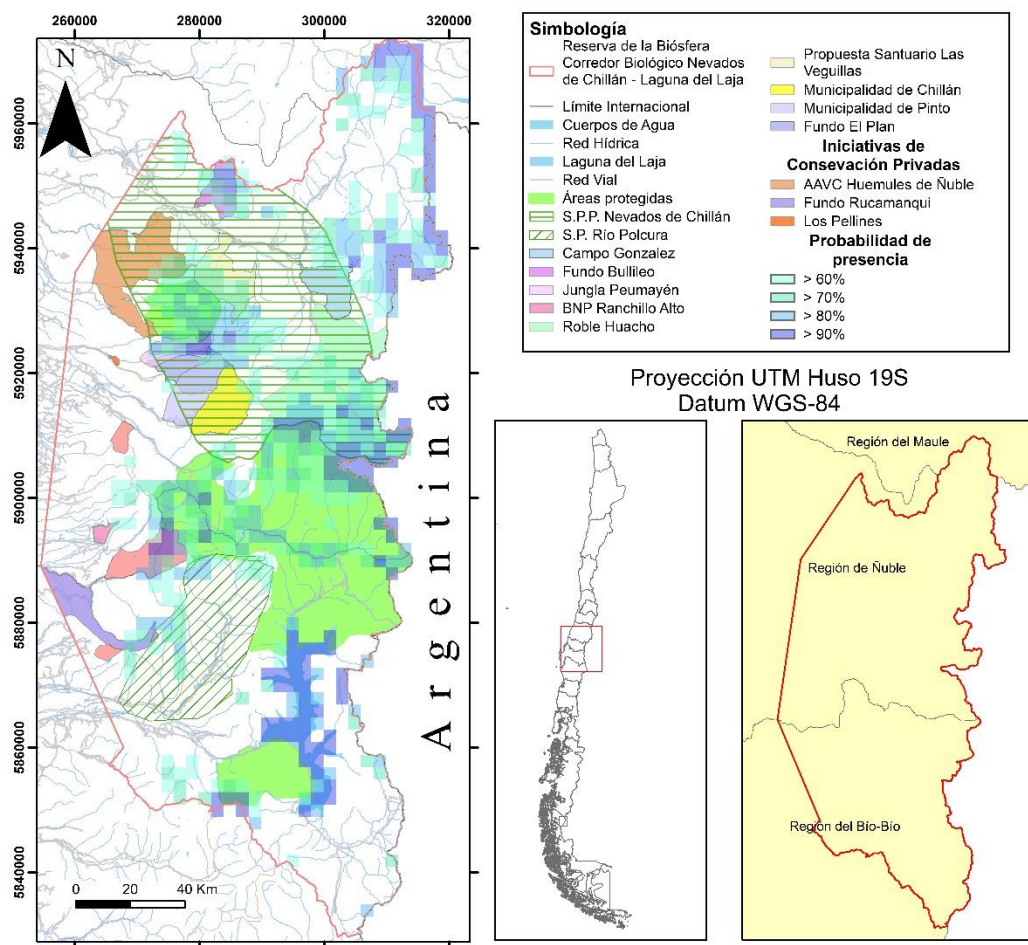 260000 280000 300000 320000
N
5960000
5940000
5920000
5900000
5880000
5860000
5840000
Argentina
0 20 40 Km
Simbología
Reserva de la Biósfera
Corredor Biológico Nevados
de Chillán - Laguna del Laja
Límite Internacional
Cuerpos de Agua
Red Hídrica
Laguna del Laja
Red Vial
Áreas protegidas
S.P.P. Nevados de Chillán
S.P. Río Polcura
Campo Gonzalez
Fundo Bullileo
Jungla Peumayén
BNP Ranchillo Alto
Roble Huacho
Propuesta Santuario Las
Veguillas
Municipalidad de Chillán
Municipalidad de Pinto
Fundo El Plan
Iniciativas de
Consevación Privadas
AAVC Huemules de Ñuble
Fundo Rucamanqui
Los Pellines
Probabilidad de
presencia
> 60%
> 70%
> 80%
> 90%
Proyección UTM Huso 19S
Datum WGS-84
Región del Maule
Región de Ñuble
Región del Bío-Bío